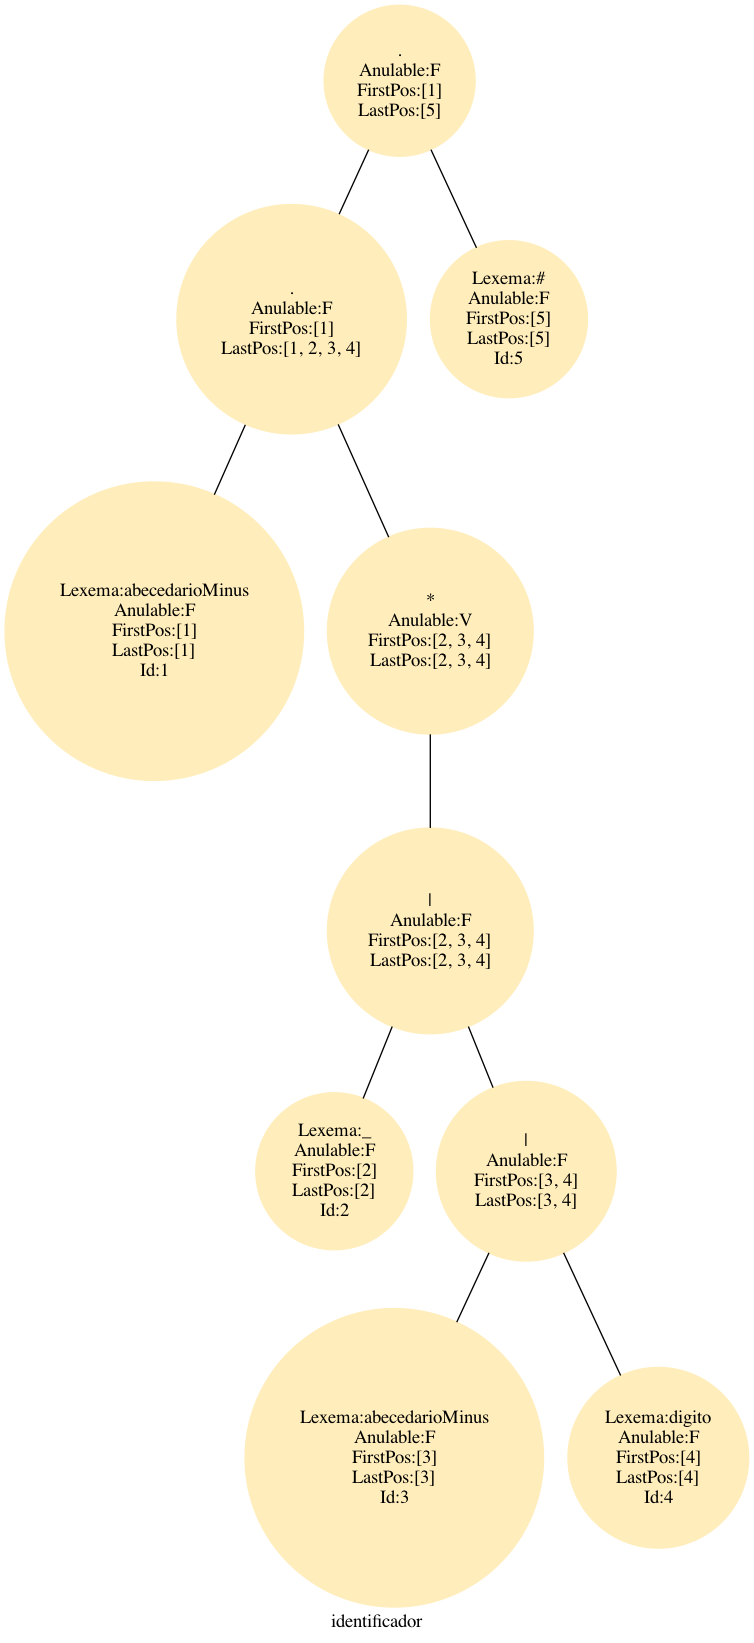 .
Anulable:F
FirstPos:[1]
LastPos:[5]
.
Anulable:F
FirstPos:[1]
LastPos:[1, 2, 3, 4]
Lexema:#
Anulable:F
FirstPos:[5]
LastPos:[5]
Id:5
Lexema:abecedarioMinus
Anulable:F
FirstPos:[1]
LastPos:[1]
Id:1
*
Anulable:V
FirstPos:[2, 3, 4]
LastPos:[2, 3, 4]
|
Anulable:F
FirstPos:[2, 3, 4]
LastPos:[2, 3, 4]
Lexema:_
Anulable:F
FirstPos:[2]
LastPos:[2]
Id:2
|
Anulable:F
FirstPos:[3, 4]
LastPos:[3, 4]
Lexema:abecedarioMinus
Anulable:F
FirstPos:[3]
LastPos:[3]
Id:3
Lexema:digito
Anulable:F
FirstPos:[4]
LastPos:[4]
Id:4
identificador